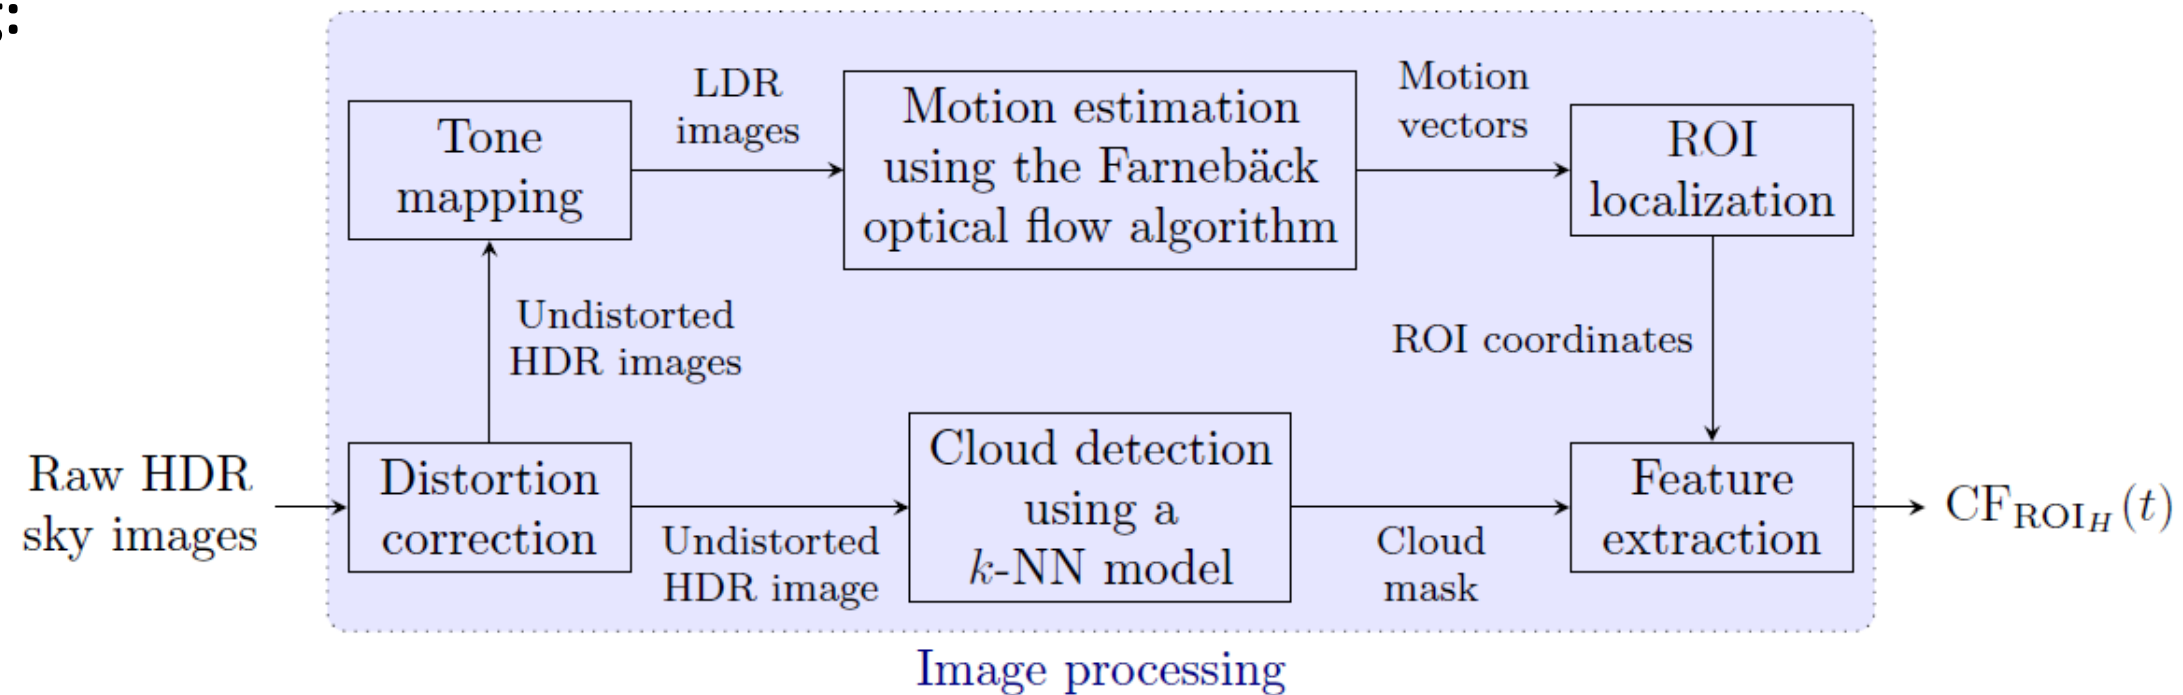 LDR
images
Motion
vectors
Tone
mapping
Motion estimation
using the Farnebäck
optical flow algorithm
ROI
localization
Undistorted
HDR images
ROI coordinates
Raw HDR
sky images
Distortion
correction
Undistorted
HDR image
Cloud detection
using a
k-NN model
Cloud
mask
Feature
extraction
CF_{ROI_H}(t)
Image processing